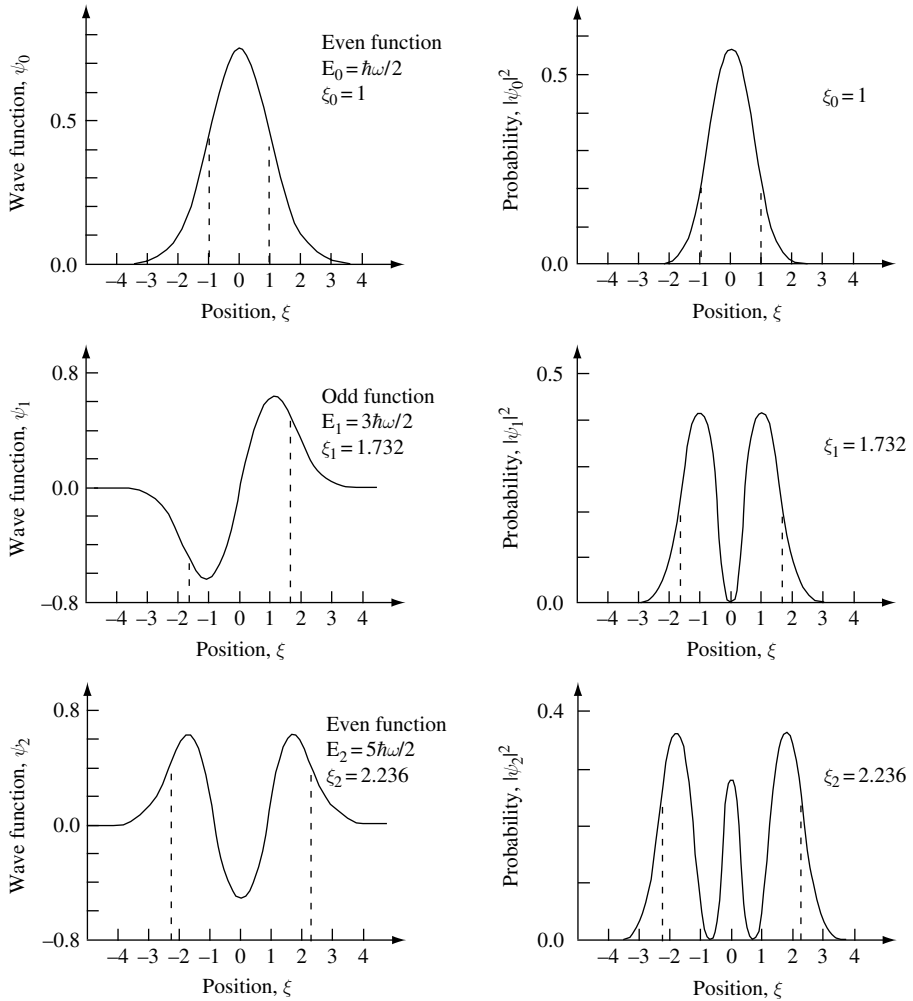 Wave function, ψ0
0.5
0.0
Even function
E0 = ħω/2
ξ0 = 1
–4 –3 –2 –1 0 1 2 3 4
Position, ξ
Probability, |ψ0|2
0.5
0.0
ξ0 = 1
–4 –3 –2 –1 0 1 2 3 4
Position, ξ
Wave function, ψ1
0.8
0.0
–0.8
Odd function
E1 = 3ħω/2
ξ1 = 1.732
–4 –3 –2 –1 0 1 2 3 4
Position, ξ
Probability, |ψ1|2
0.5
0.0
ξ1 = 1.732
–4 –3 –2 –1 0 1 2 3 4
Position, ξ
Wave function, ψ2
0.8
0.0
–0.8
Even function
E2 = 5ħω/2
ξ2 = 2.236
–4 –3 –2 –1 0 1 2 3 4
Position, ξ
Probability, |ψ2|2
0.4
0.0
ξ2 = 2.236
–4 –3 –2 –1 0 1 2 3 4
Position, ξ